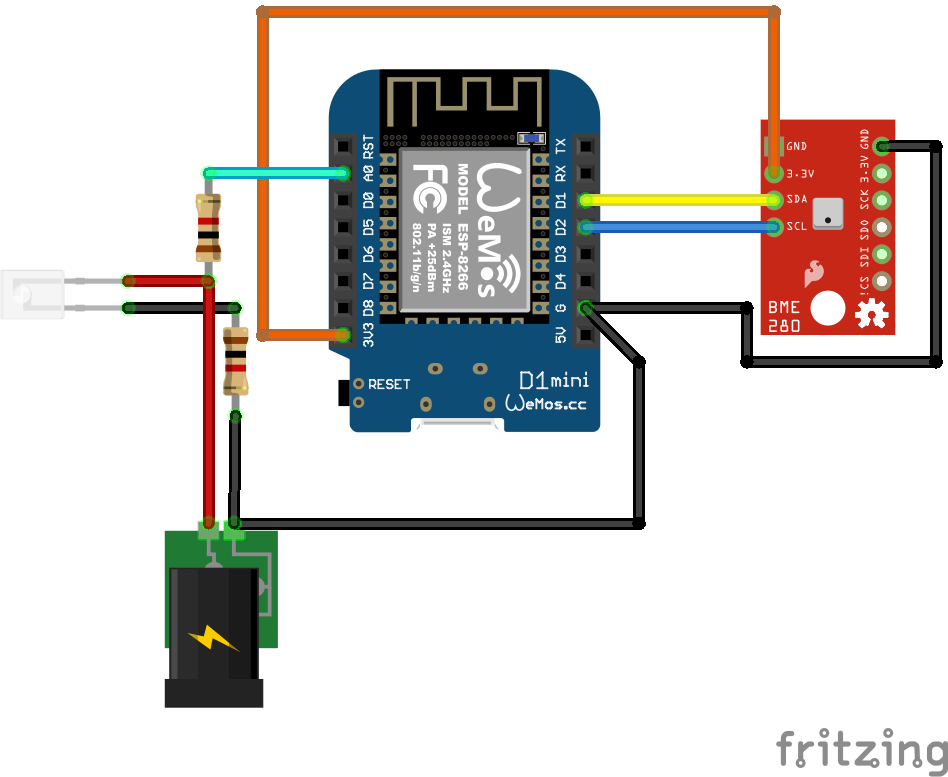 RST
A0
D0
D5
D6
D7
D8
3V3
TX
RX
D1
D2
D3
D4
G
5V
WeMos
MODEL ESP-8266
ISM 2.4GHz
PA +25dBm
802.11b/g/n
FC
RESET
D1 mini
WeMos.cc
GND
3.3V
SDA
SCL
GND
3.3V
SCK
SDO
SDI
!CS
BME
280
fritzing